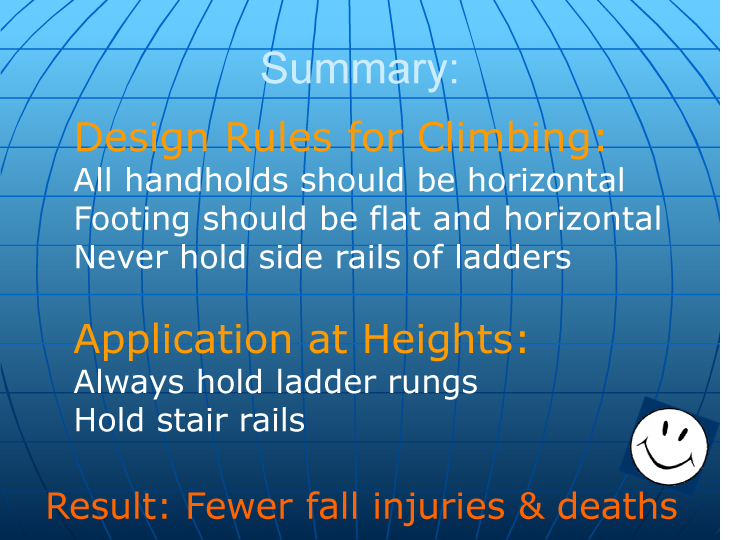 Summary:
Design Rules for Climbing:
All handholds should be horizontal
Footing should be flat and horizontal
Never hold side rails of ladders
Application at Heights:
Always hold ladder rungs
Hold stair rails
Result: Fewer fall injuries & deaths